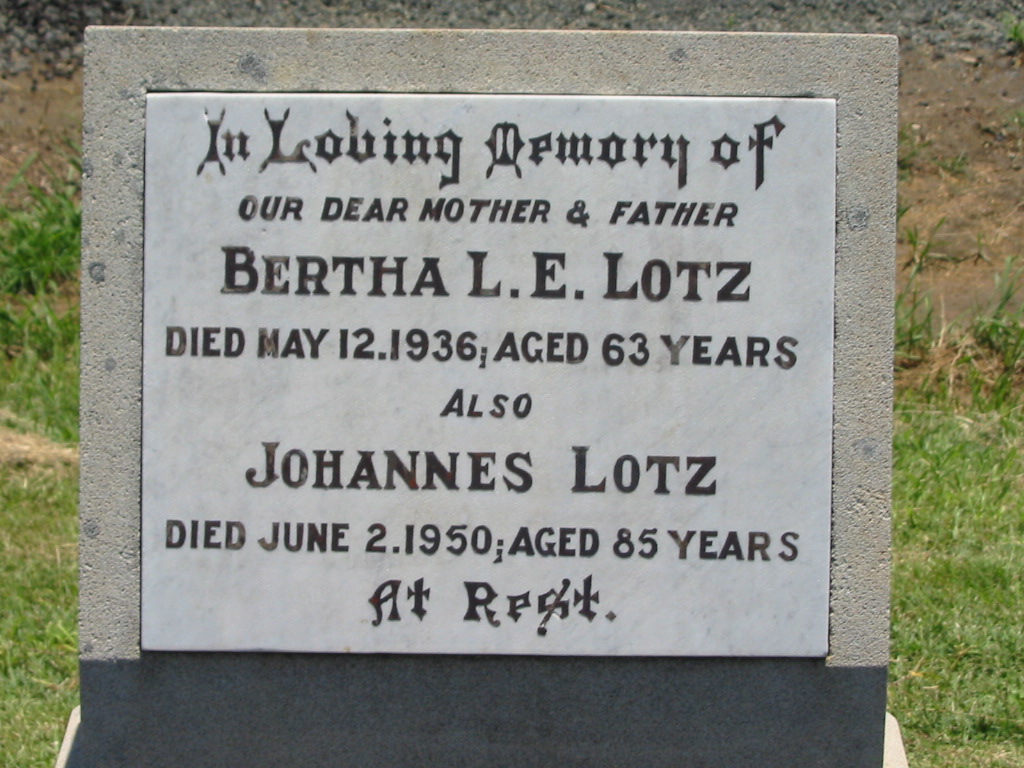 In Loving Memory of
OUR DEAR MOTHER & FATHER
BERTHA L. E. LOTZ
DIED MAY 12. 1936; AGED 63 YEARS
ALSO
JOHANNES LOTZ
DIED JUNE 2. 1950; AGED 85 YEARS
At Rest.